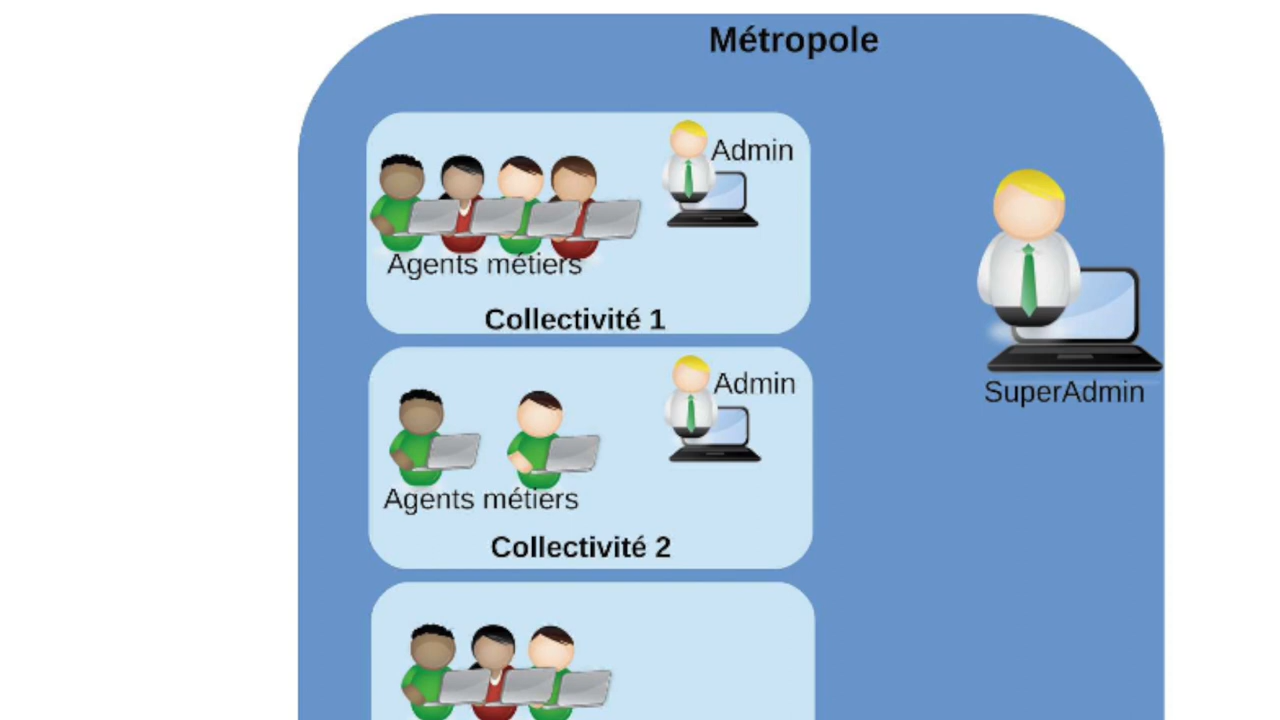 Métropole
Admin
Agents métiers
Collectivité 1
SuperAdmin
Admin
Agents métiers
Collectivité 2